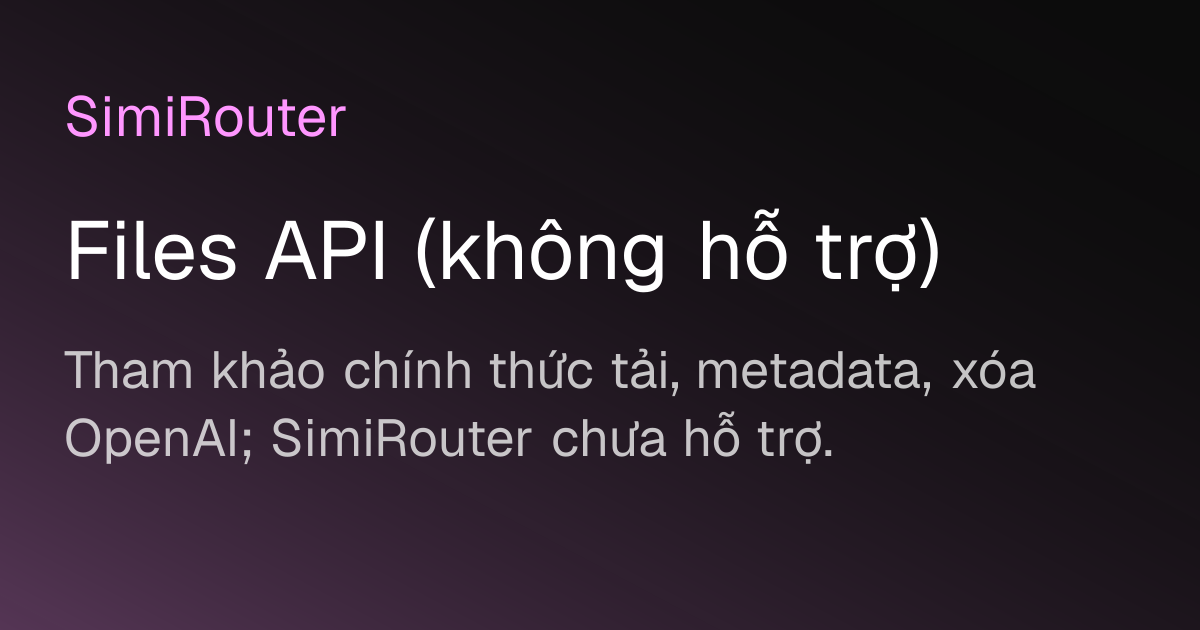 SimiRouter
Files API (không hỗ trợ)
Tham khảo chính thức tải, metadata, xóa
OpenAI; SimiRouter chưa hỗ trợ.